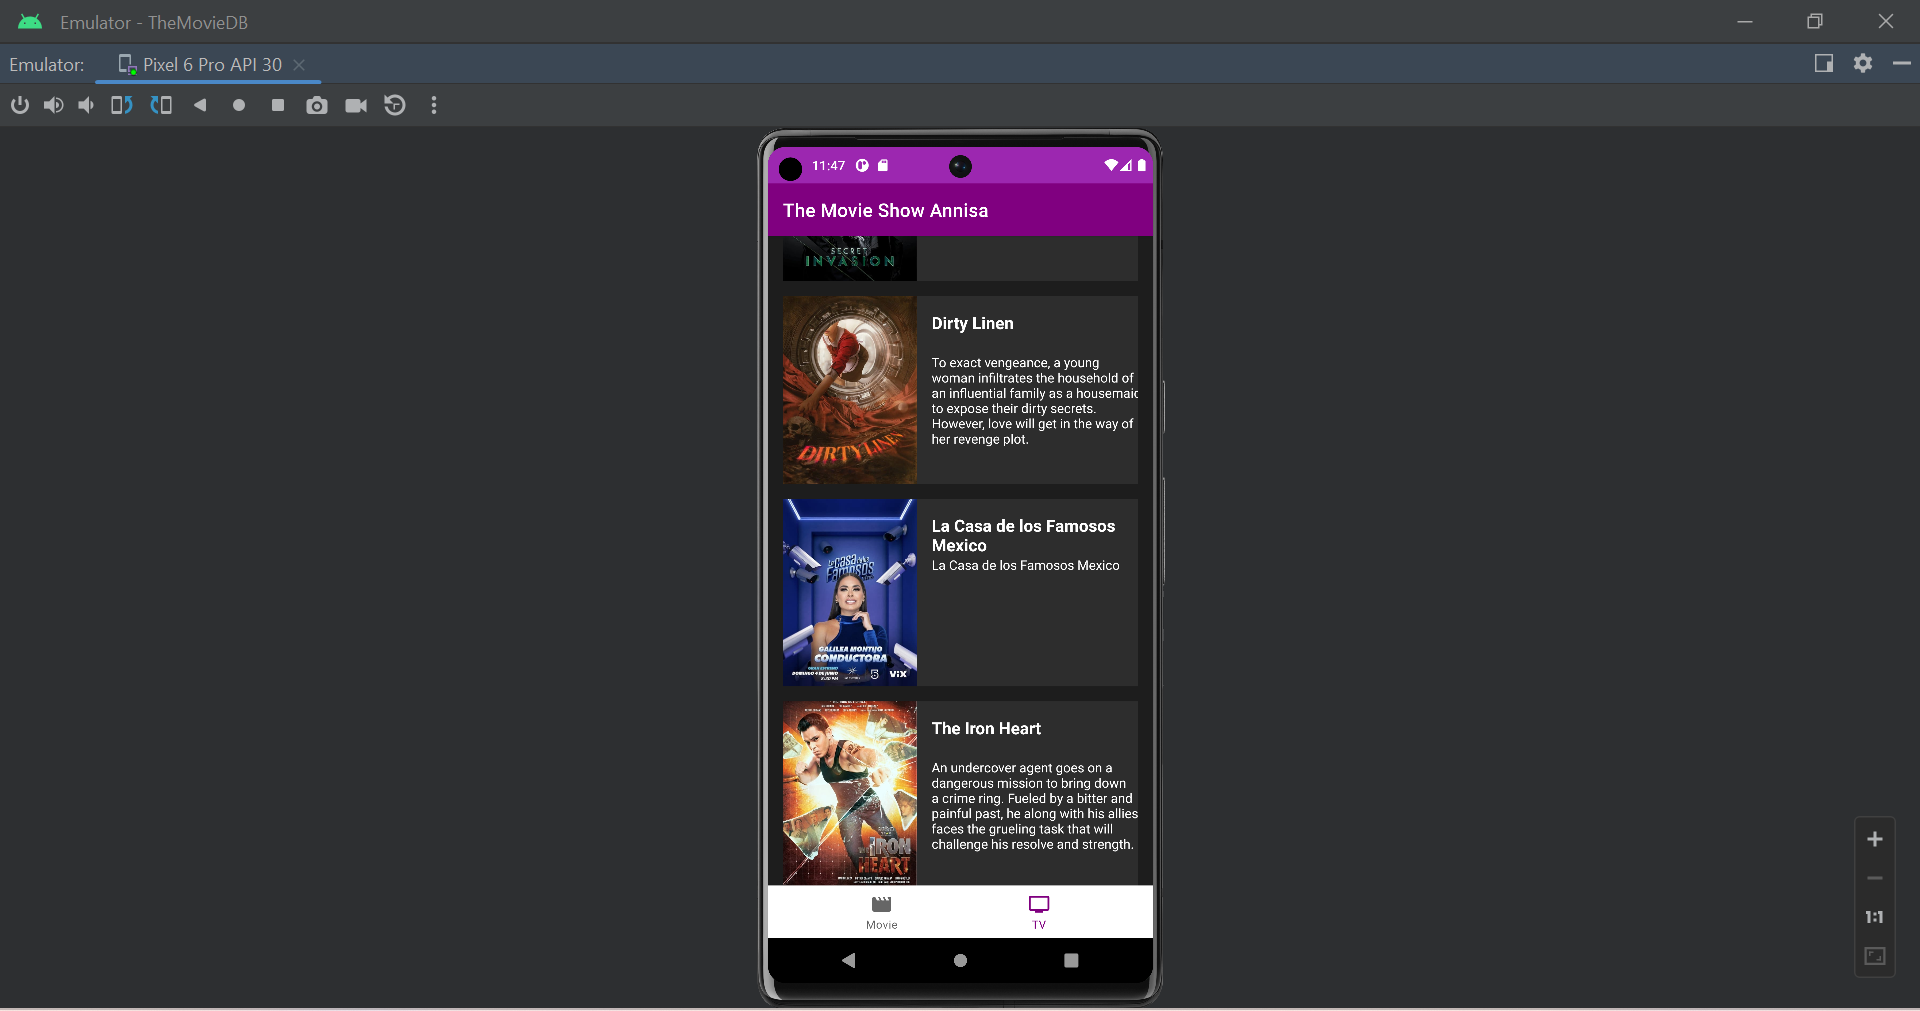 Emulator - TheMovieDB
Emulator:
Pixel 6 Pro API 30
11:47
The Movie Show Annisa
SECRET
INVASION
Dirty Linen
To exact vengeance, a young
woman infiltrates the household of
an influential family as a housemaid
to expose their dirty secrets.
However, love will get in the way of
her revenge plot.
DIRTY LINEN
La Casa de los Famosos
Mexico
La Casa de los Famosos Mexico
La Casa
Famosos
GALILEA MONTIJO
CONDUCTORA
DOMINGO 4 DE JUNIO
5
ViX
The Iron Heart
An undercover agent goes on a
dangerous mission to bring down
a crime ring. Fueled by a bitter and
painful past, he along with his allies
faces the grueling task that will
challenge his resolve and strength.
IRON
HEART
Movie
TV
1:1